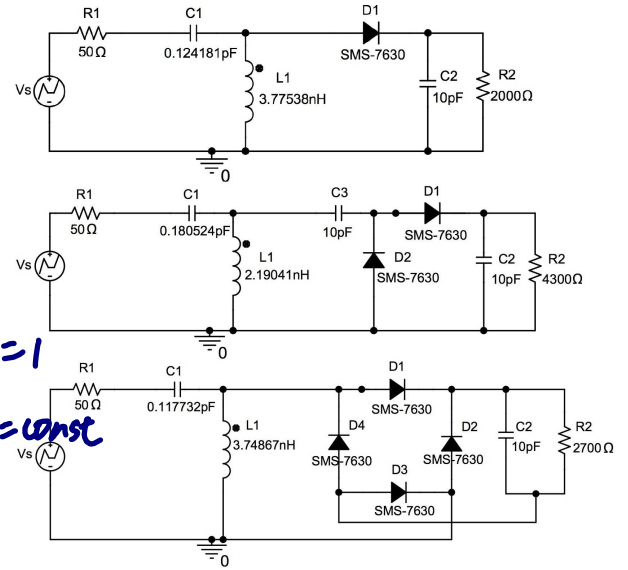 D1
R1 C1
50Ω 0.124181pF SMS-7630
Vs L1 C2 R2
3.77538nH 10pF 2000Ω
0
R1 C1 C3 D1
50Ω 0.180524pF 10pF SMS-7630
Vs L1 D2 C2 R2
2.19041nH SMS-7630 10pF 4300Ω
0
=1
R1 C1 D1
50Ω 0.117732pF SMS-7630
=const
Vs L1 D4 D2 C2 R2
3.74867nH SMS-7630 SMS-7630 10pF 2700Ω
D3
SMS-7630
0